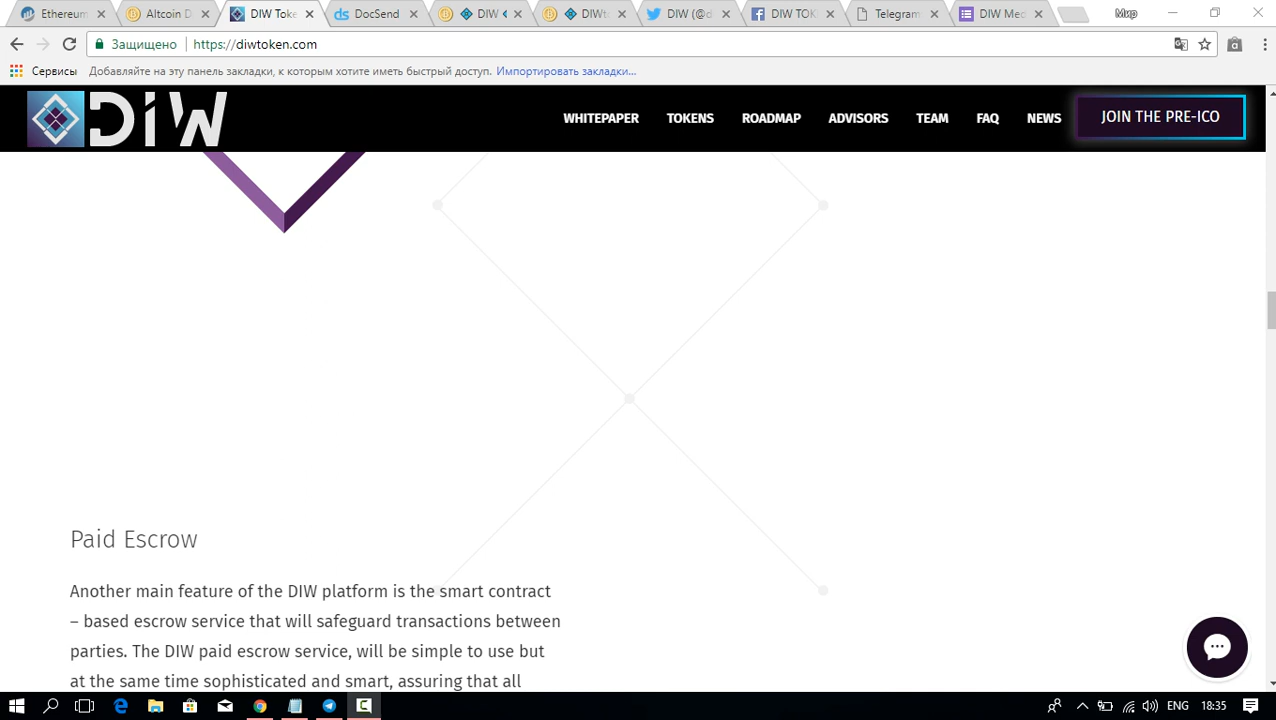 Ethereum
Altcoin D
DIW Toke
DocSend
DIW
DIWt
DIW (@d
DIW TOK
Telegram
DIW Med
Мир
Защищено
https://diwtoken.com
Сервисы
Добавляйте на эту панель закладки, к которым хотите иметь быстрый доступ. Импортировать закладки...
DiW
WHITEPAPER
TOKENS
ROADMAP
ADVISORS
TEAM
FAQ
NEWS
JOIN THE PRE-ICO
Paid Escrow
Another main feature of the DIW platform is the smart contract
– based escrow service that will safeguard transactions between
parties. The DIW paid escrow service, will be simple to use but
at the same time sophisticated and smart, assuring that all
ENG
18:35